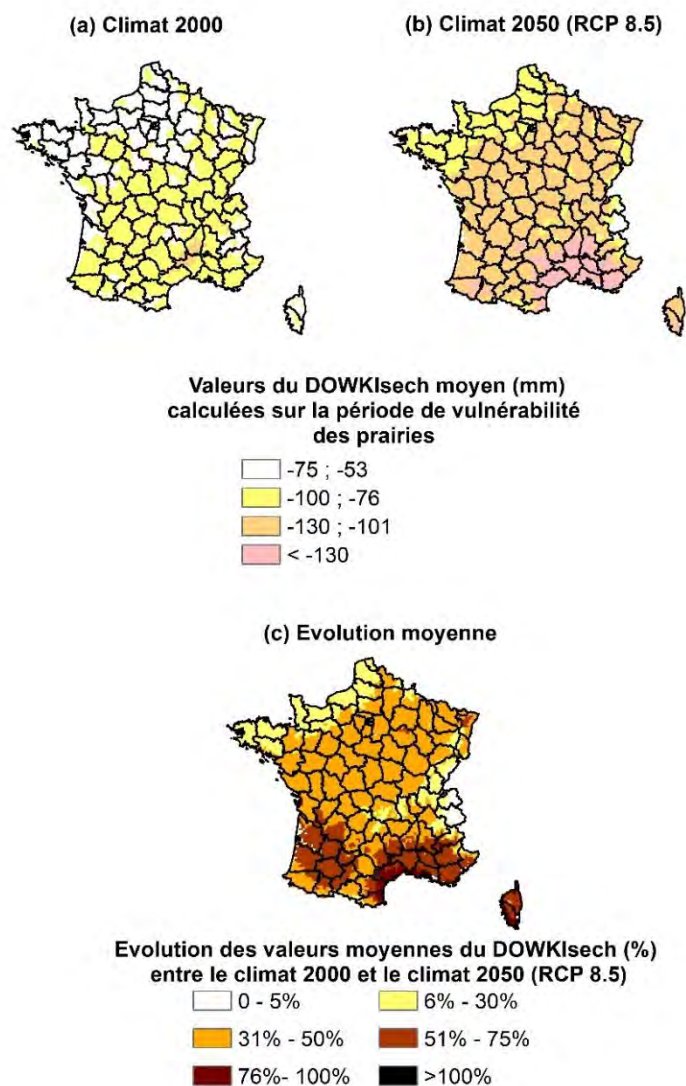 (a) Climat 2000
(b) Climat 2050 (RCP 8.5)
Valeurs du DOWKIsech moyen (mm)
calculées sur la période de vulnérabilité
des prairies
-75 ; -53
-100 ; -76
-130 ; -101
< -130
(c) Evolution moyenne
Evolution des valeurs moyennes du DOWKIsech (%)
entre le climat 2000 et le climat 2050 (RCP 8.5)
0 - 5%
6% - 30%
31% - 50%
51% - 75%
76%- 100%
>100%